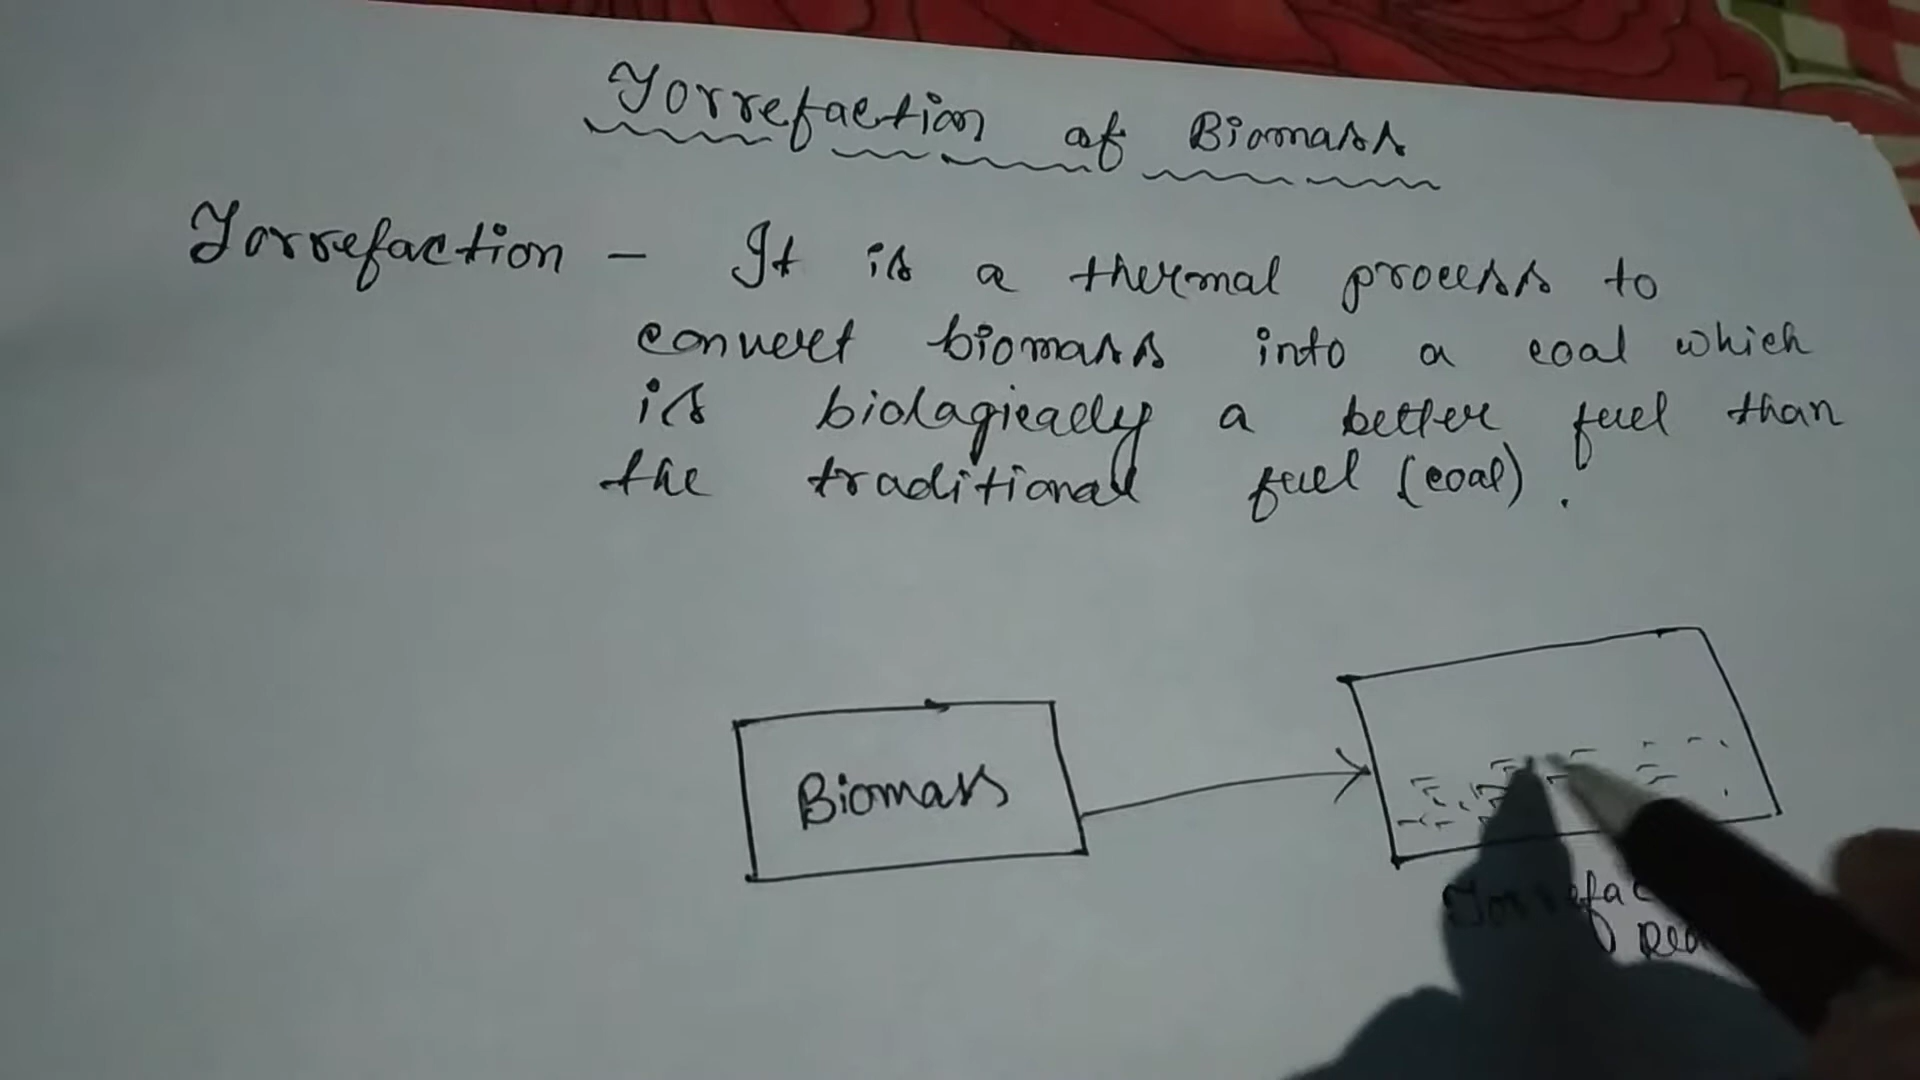 Torrefaction of Biomass
Torrefaction - It is a thermal process to
convert biomass into a coal which
is biologically a better fuel than
the traditional fuel (coal).
Biomass